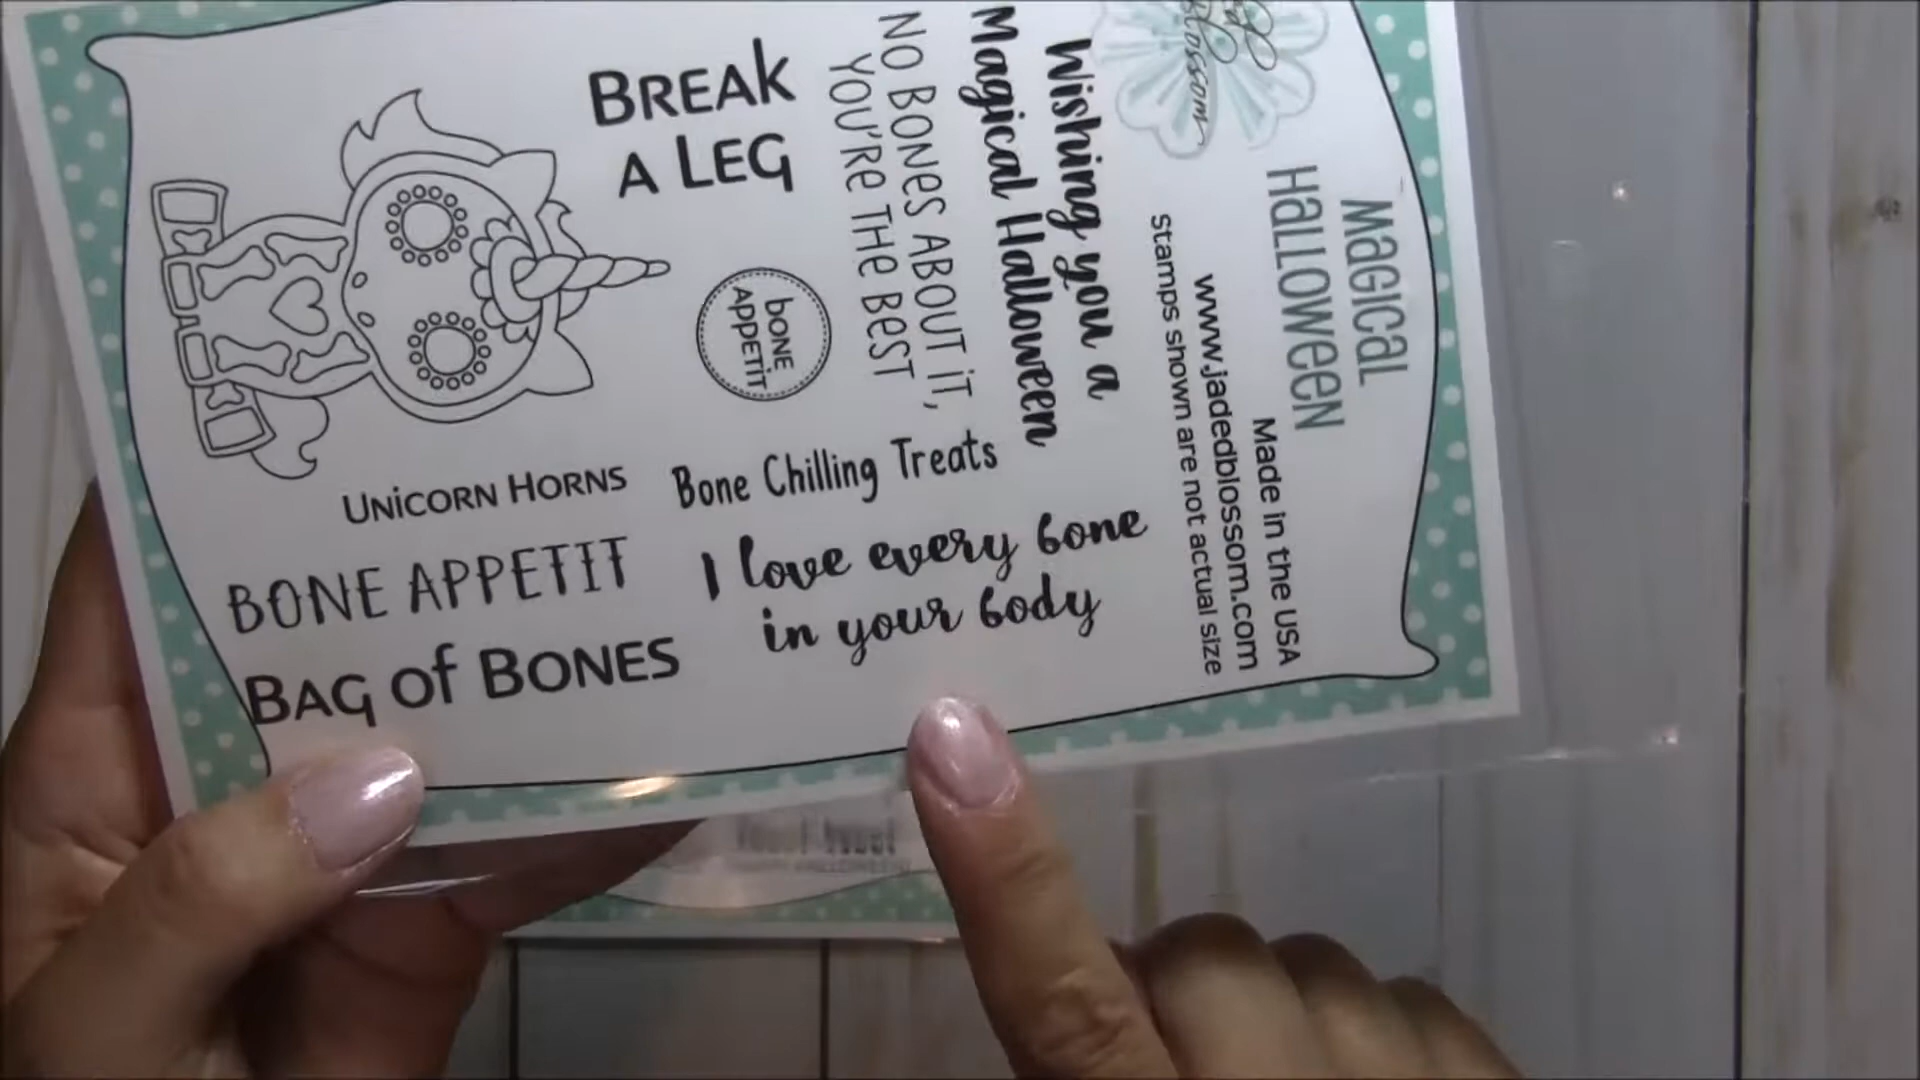 BREAK
A LEG
NO BONES ABOUT IT,
YOU'RE THE BEST
Wishing you a
Magical Halloween
blossom
MAGICAL
HALLOWEEN
bone
APPETIT
UNICORN HORNS
Bone Chilling Treats
BONE APPETIT
I love every bone
in your body
BAG of BONES
Made in the USA
www.jadedblossom.com
Stamps shown are not actual size